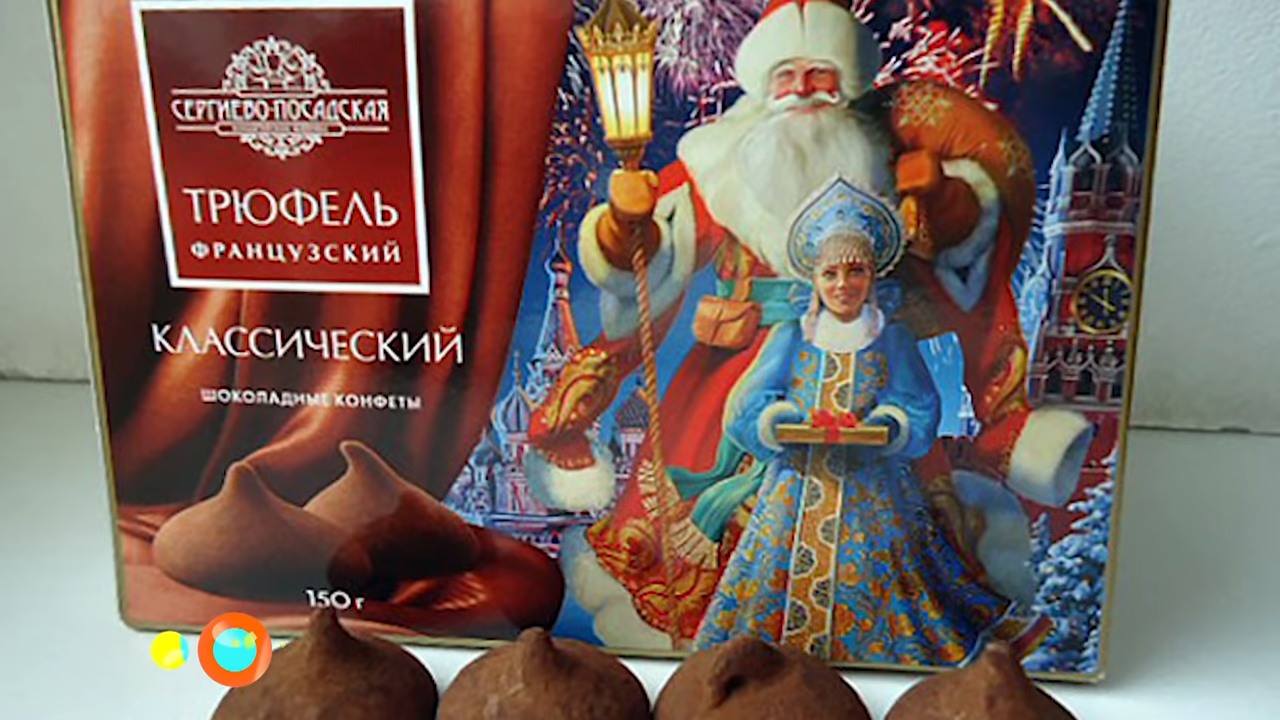 СЕРГИЕВО-ПОСАДСКАЯ
ТРЮФЕЛЬ
ФРАНЦУЗСКИЙ
КЛАССИЧЕСКИЙ
ШОКОЛАДНЫЕ КОНФЕТЫ
150 г